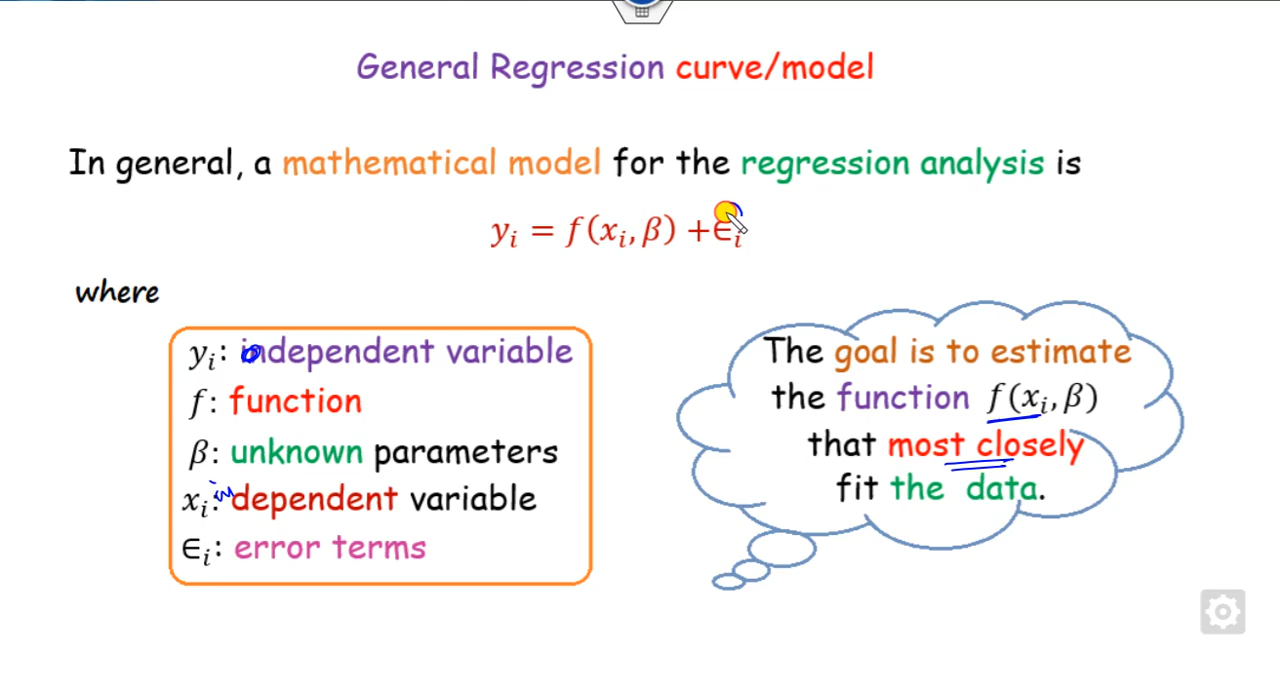 General Regression curve/model
In general, a mathematical model for the regression analysis is
yᵢ = f(xᵢ, β) +∈ᵢ
where
yᵢ: independent variable
f: function
β: unknown parameters
xᵢ: in dependent variable
∈ᵢ: error terms
The goal is to estimate
the function f(xᵢ, β)
that most closely
fit the data.